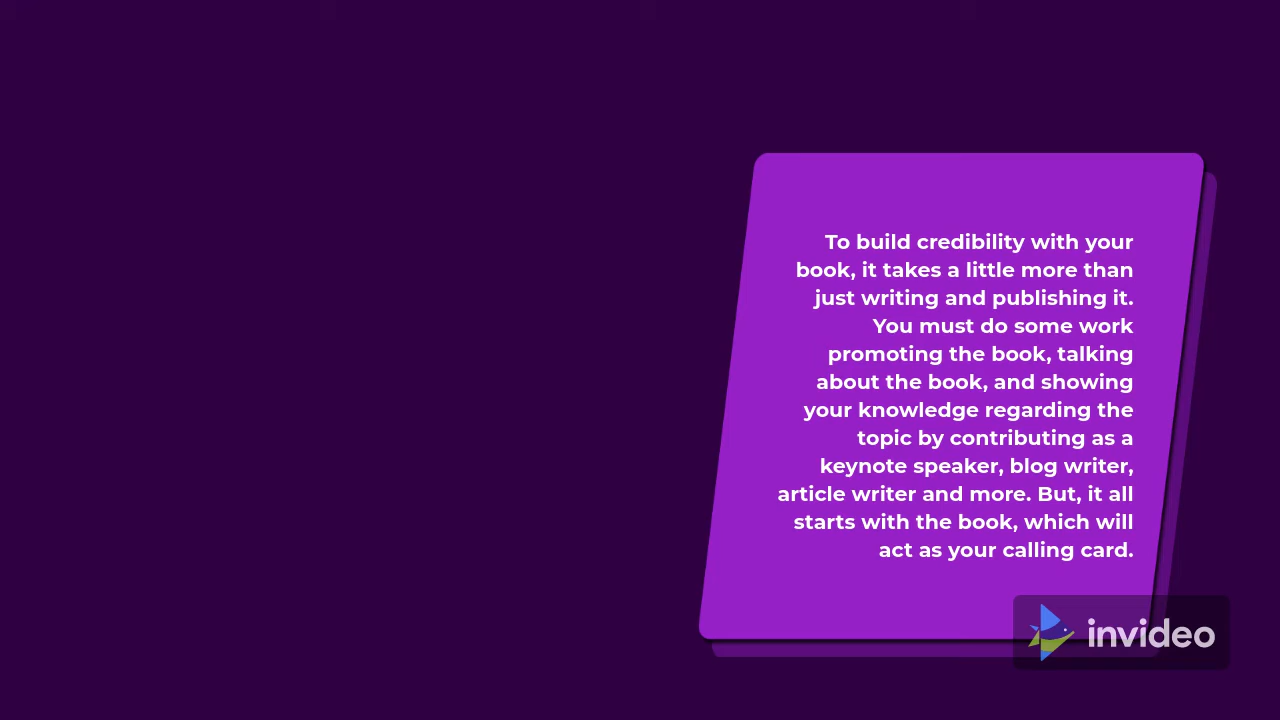 To build credibility with your
book, it takes a little more than
just writing and publishing it.
You must do some work
promoting the book, talking
about the book, and showing
your knowledge regarding the
topic by contributing as a
keynote speaker, blog writer,
article writer and more. But, it all
starts with the book, which will
act as your calling card.
invideo